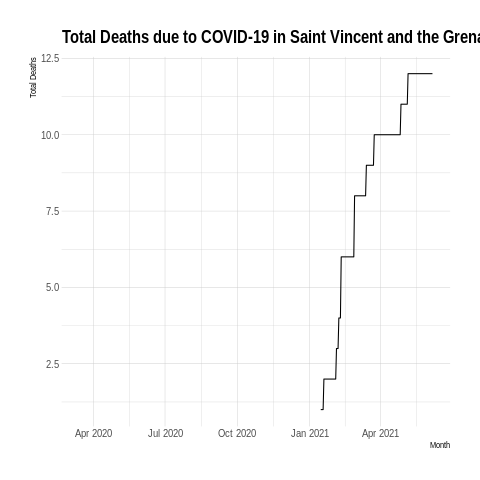 Total Deaths due to COVID-19 in Saint Vincent and the Grena
Total Deaths
12.5
10.0
7.5
5.0
2.5
Apr 2020 Jul 2020 Oct 2020 Jan 2021 Apr 2021
Month